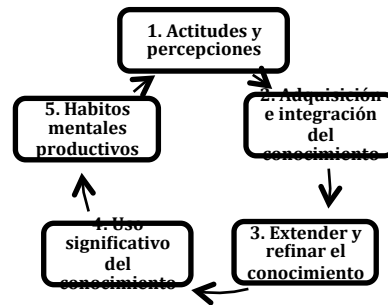 1. Actitudes y
percepciones
2. Adquisición
e integración
del
conocimiento
3. Extender y
refinar el
conocimiento
4. Uso
significativo
del
conocimiento
5. Habitos
mentales
productivos